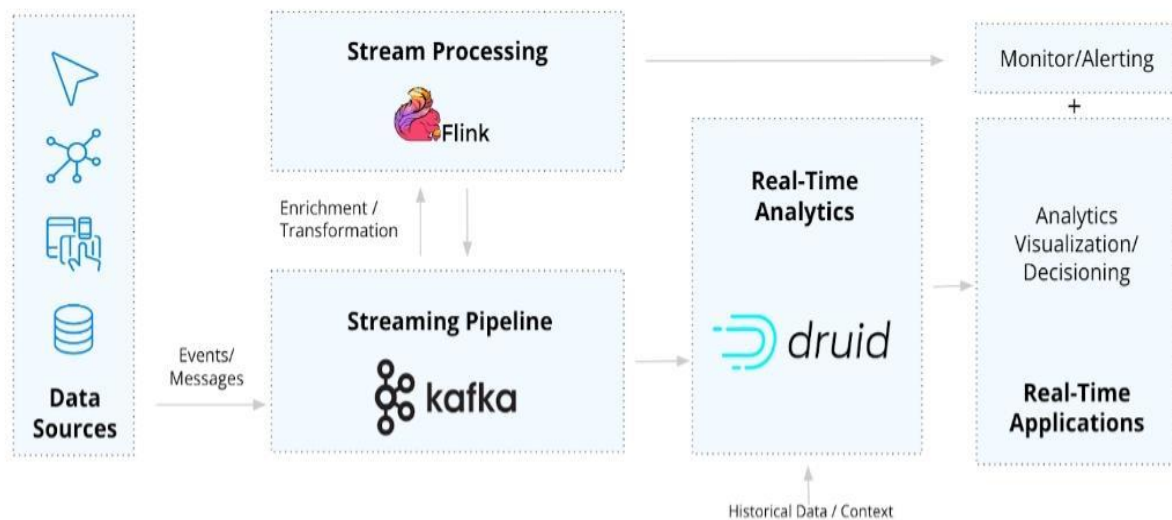 Data
Sources
Events/
Messages
Stream Processing
Flink
Enrichment /
Transformation
Streaming Pipeline
kafka
Real-Time
Analytics
druid
Historical Data / Context
Monitor/Alerting
+
Analytics
Visualization/
Decisioning
Real-Time
Applications